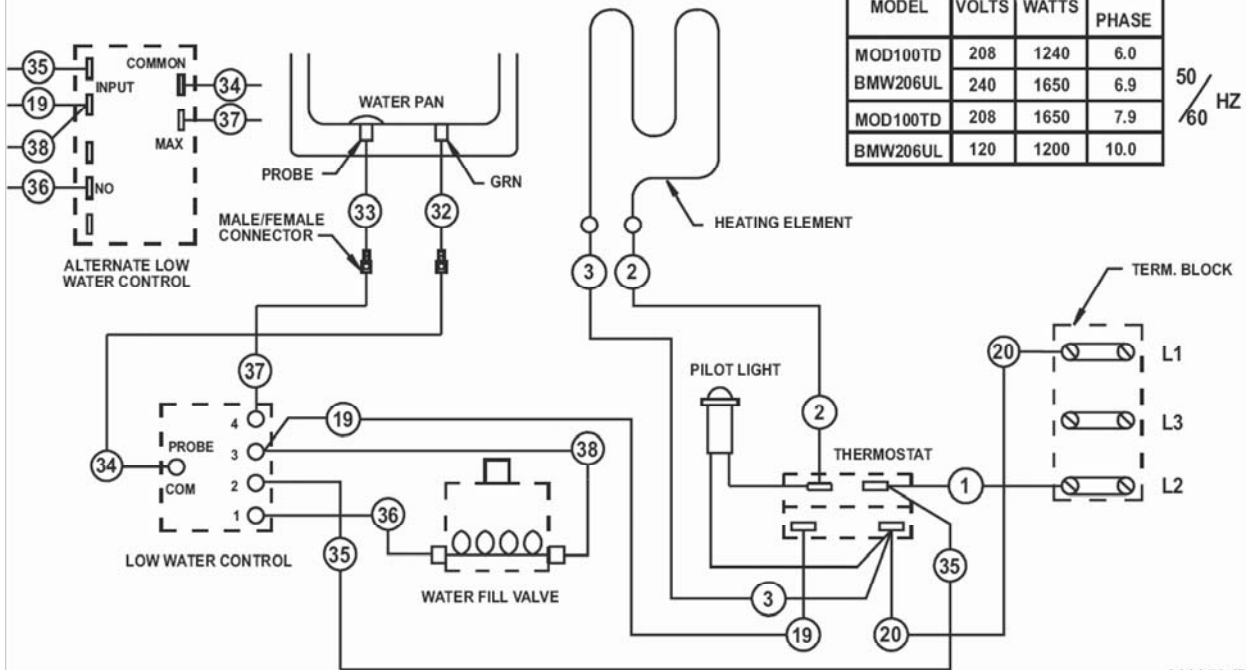 MODEL VOLTS WATTS
PHASE
MOD100TD 208 1240 6.0
BMW206UL 240 1650 6.9
MOD100TD 208 1650 7.9
BMW206UL 120 1200 10.0
50/60 HZ
35
COMMON
INPUT
34
19
37
38
MAX
36
NO
ALTERNATE LOW
WATER CONTROL
WATER PAN
PROBE
GRN
33
32
MALE/FEMALE
CONNECTOR
HEATING ELEMENT
3
2
TERM. BLOCK
20
L1
L3
L2
PILOT LIGHT
2
THERMOSTAT
1
37
4
19
PROBE
3
38
34
COM
2
1
36
LOW WATER CONTROL
35
WATER FILL VALVE
35
3
19
20